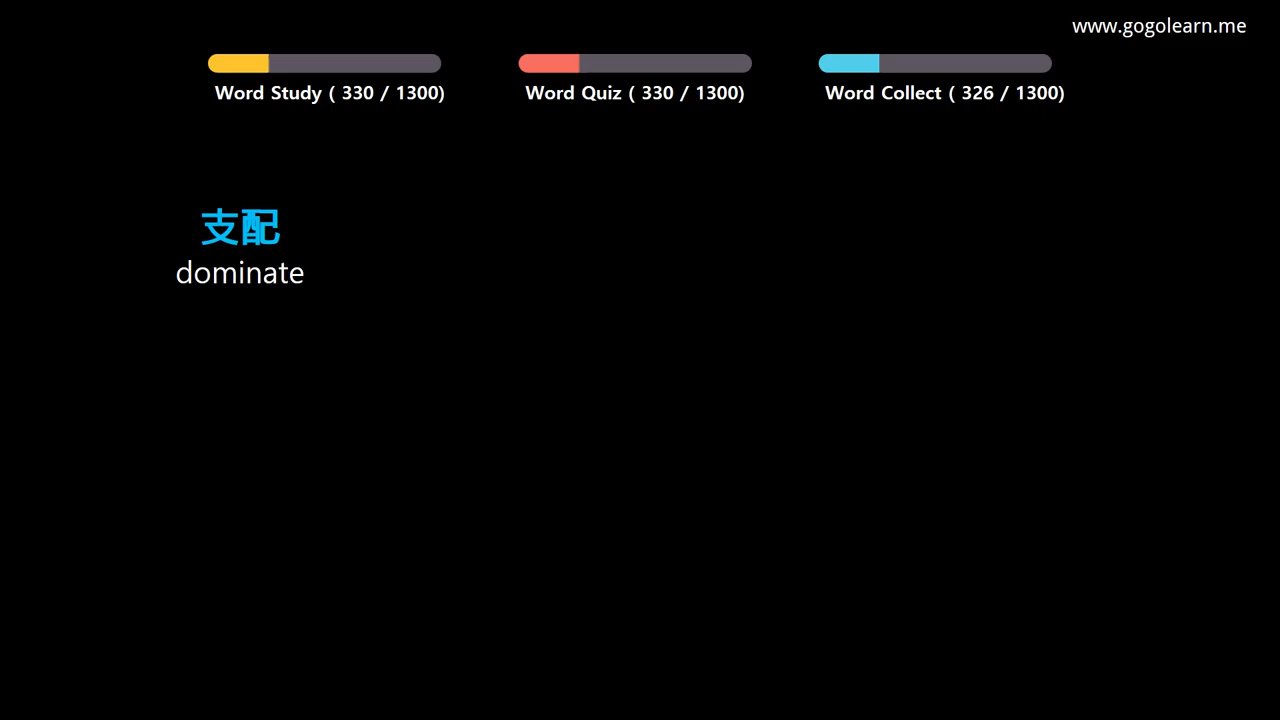 www.gogolearn.me
Word Study ( 330 / 1300)
Word Quiz ( 330 / 1300)
Word Collect ( 326 / 1300)
支配
dominate